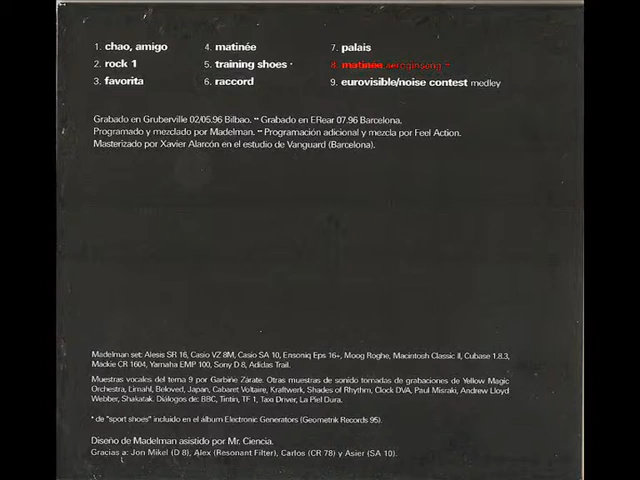 1. chao, amigo
2. rock 1
3. favorita
4. matinée
5. training shoes *
6. raccord
7. palais
8. matinée
9. eurovisible/noise contest medley
Grabado en Gruberville 02/05.96 Bilbao. ** Grabado en ERear 07.96 Barcelona.
Programado y mezclado por Madelman. ** Programación adicional y mezcla por Feel Action.
Masterizado por Xavier Alarcón en el estudio de Vanguard (Barcelona).
Madelman set: Alesis SR 16, Casio VZ 8M, Casio SA 10, Ensoniq Eps 16+, Moog Roghe, Macintosh Classic II, Cubase 1.8.3,
Mackie CR 1604, Yamaha EMP 100, Sony D 8, Adidas Trail.
Muestras vocales del tema 9 por Garbiñe Zárate. Otras muestras de sonido tomadas de grabaciones de Yellow Magic
Orchestra, Limahl, Beloved, Japan, Cabaret Voltaire, Kraftwerk, Shades of Rhythm, Clock DVA, Paul Misraki, Andrew Lloyd
Webber, Shakatak. Diálogos de: BBC, Tintin, TF 1, Taxi Driver, La Piel Dura.
* de "sport shoes" incluido en el álbum Electronic Generators (Geometrik Records 95).
Diseño de Madelman asistido por Mr. Ciencia.
Gracias a: Jon Mikel (D 8), Alex (Resonant Filter), Carlos (CR 78) y Asier (SA 10).